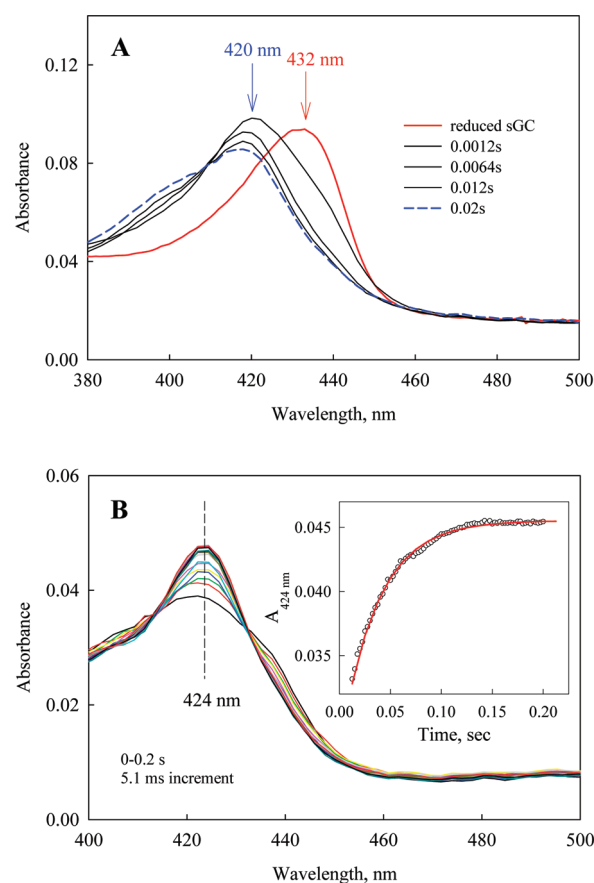 A
420 nm
432 nm
reduced sGC
0.0012s
0.0064s
0.012s
0.02s
0.12
0.08
0.04
0.00
Absorbance
380 400 420 440 460 480 500
Wavelength, nm
B
0.06
0.04
0.02
0.00
Absorbance
424 nm
0-0.2 s
5.1 ms increment
0.045
0.040
0.035
A424 nm
0.00 0.05 0.10 0.15 0.20
Time, sec
400 420 440 460 480 500
Wavelength, nm